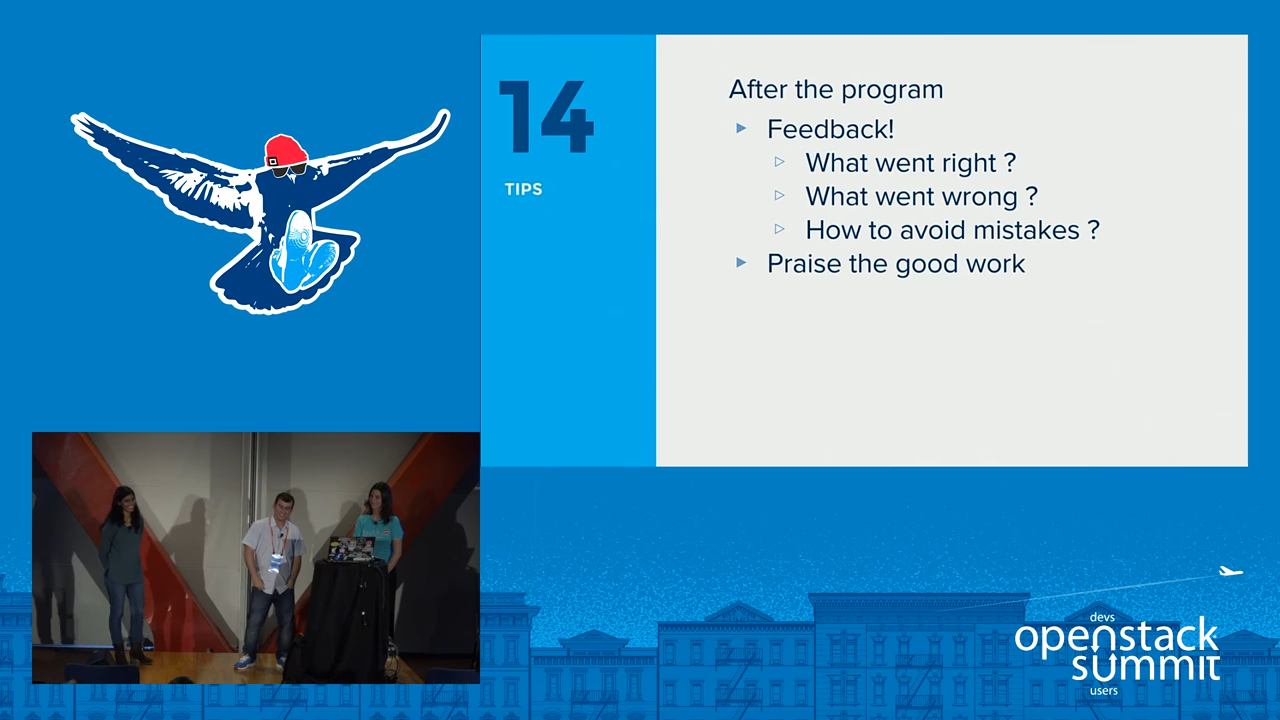 14
TIPS
After the program
Feedback!
What went right ?
What went wrong ?
How to avoid mistakes ?
Praise the good work
devs
openstack
summit
users